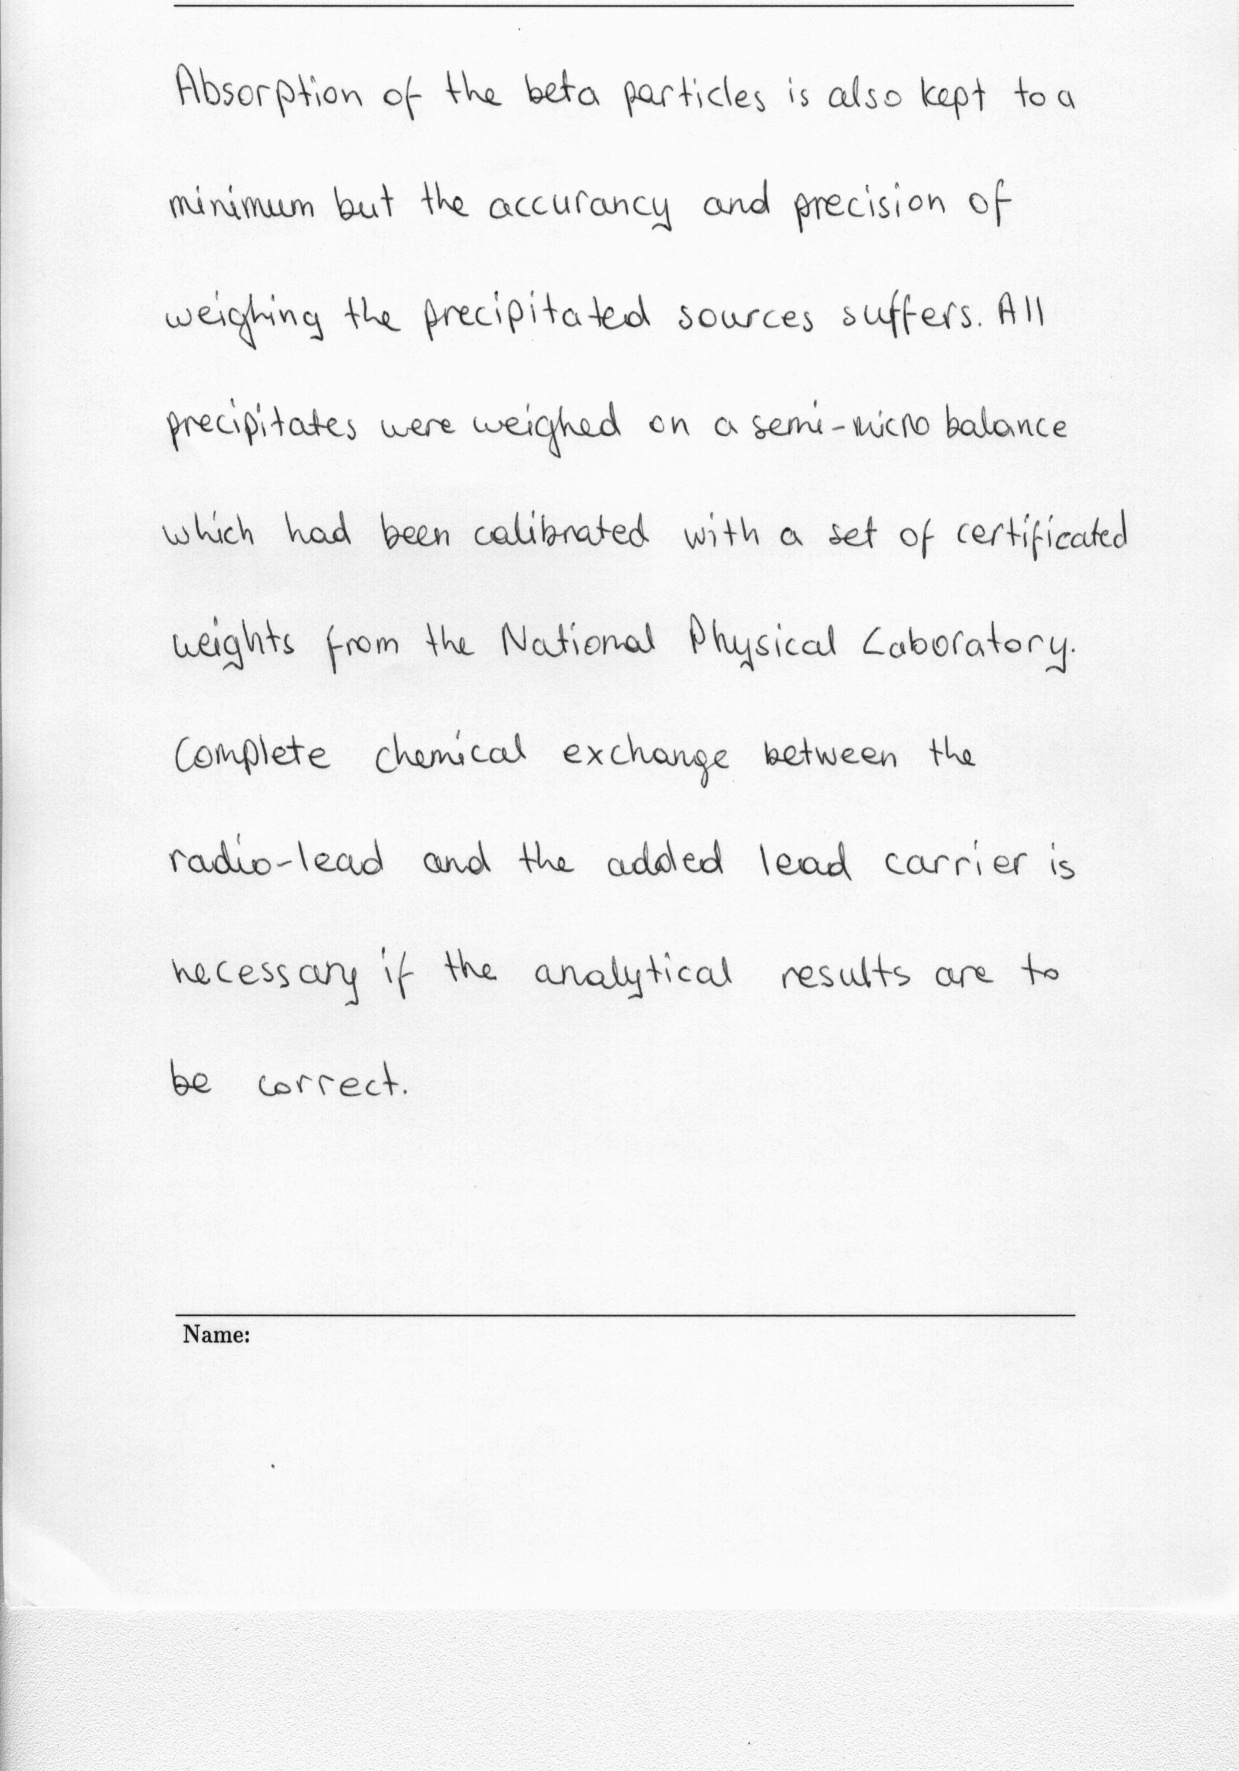 Absorption of the beta particles is also kept to a
minimum but the accurancy and precision of
weighing the precipitated sources suffers. All
precipitates were weighed on a semi-micro balance
which had been calibrated with a set of certificated
weights from the National Physical Laboratory.
Complete chemical exchange between the
radio-lead and the added lead carrier is
necessary if the analytical results are to
be correct.
Name: